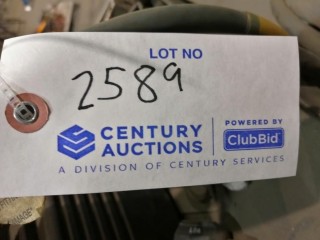 LOT NO
2589
CENTURY
AUCTIONS
POWERED BY
ClubBid
A DIVISION OF CENTURY SERVICES